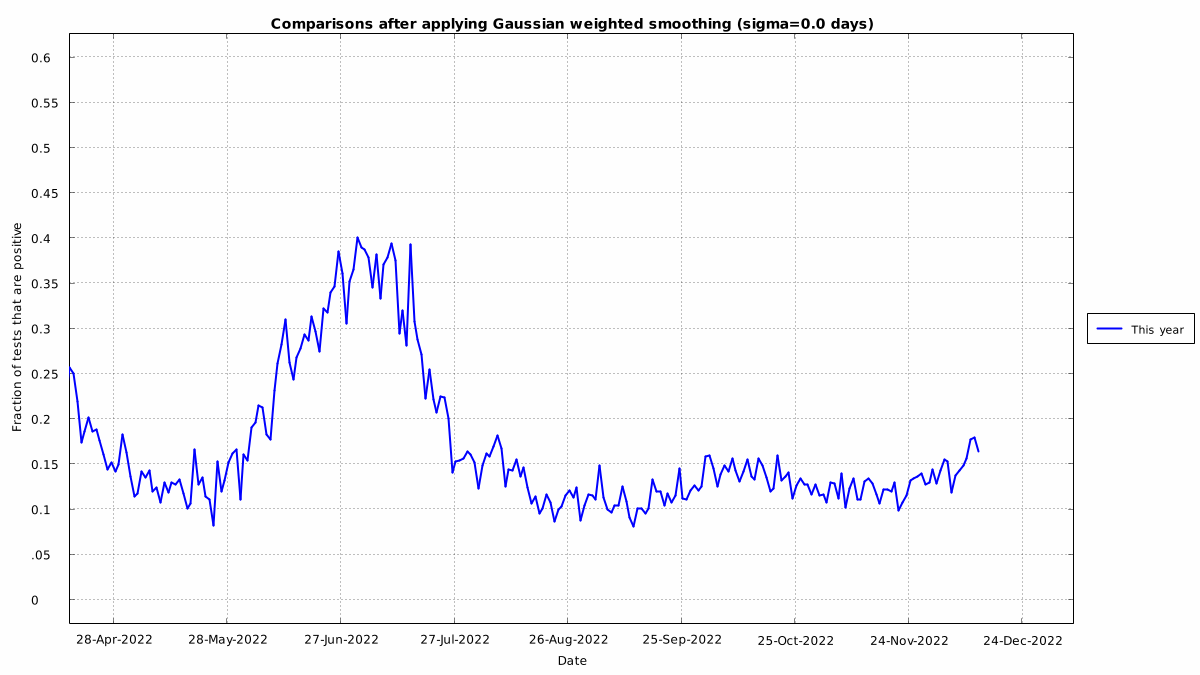 Comparisons after applying Gaussian weighted smoothing (sigma=0.0 days)
0.6
0.55
0.5
0.45
0.4
0.35
0.3
0.25
0.2
0.15
0.1
.05
0
Fraction of tests that are positive
28-Apr-2022 28-May-2022 27-Jun-2022 27-Jul-2022 26-Aug-2022 25-Sep-2022 25-Oct-2022 24-Nov-2022 24-Dec-2022
Date
This year